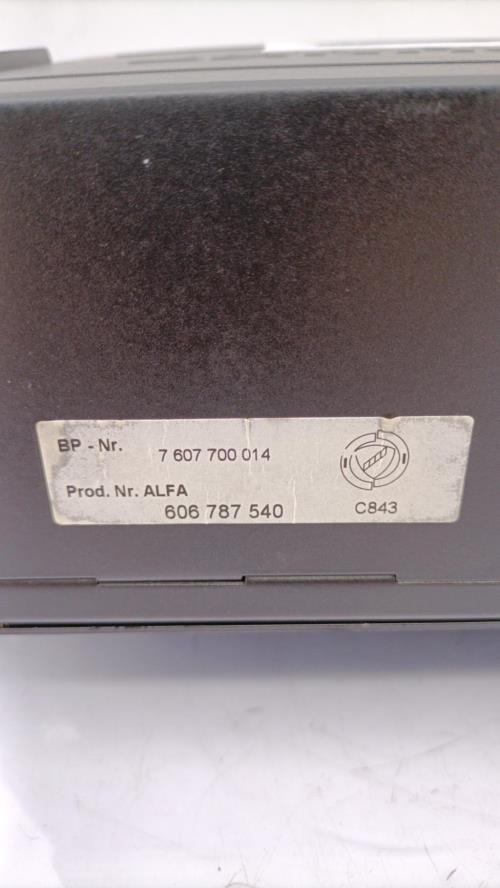 BP - Nr. 7 607 700 014
Prod. Nr. ALFA
606 787 540 C843